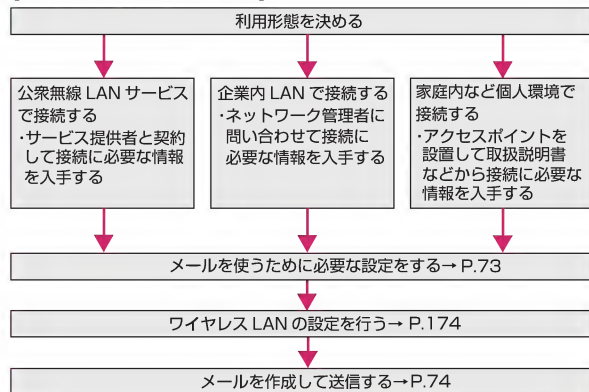 利用形態を決める
公衆無線 LAN サービス
で接続する
・サービス提供者と契約
して接続に必要な情報
を入手する
企業内 LAN で接続する
・ネットワーク管理者に
問い合わせて接続に
必要な情報を入手する
家庭内など個人環境で
接続する
・アクセスポイントを
設置して取扱説明書
などから接続に必要な
情報を入手する
メールを使うために必要な設定をする→ P.73
ワイヤレス LAN の設定を行う→ P.174
メールを作成して送信する→P.74